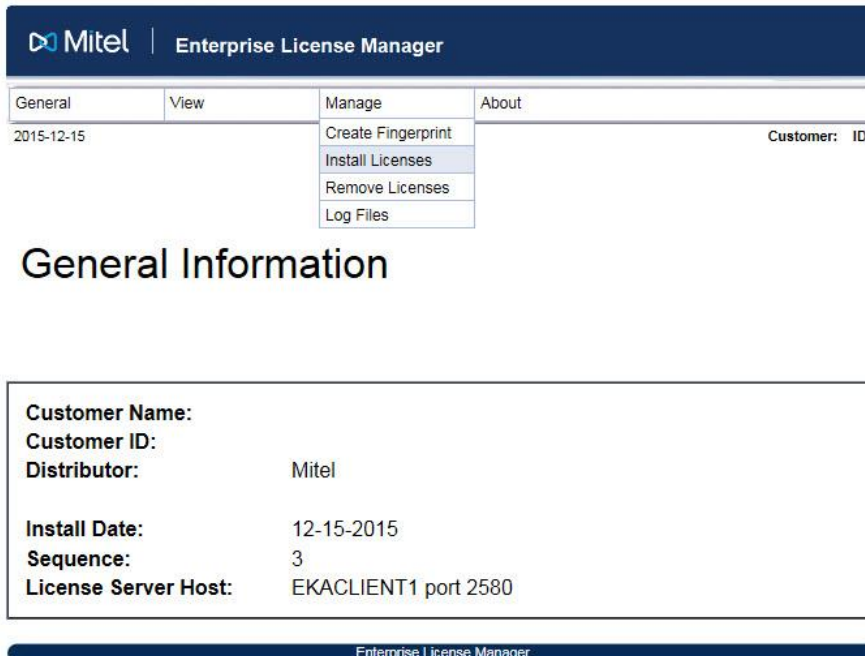 Mitel | Enterprise License Manager
General View Manage About
2015-12-15 Customer: ID
Create Fingerprint
Install Licenses
Remove Licenses
Log Files
General Information
Customer Name:
Customer ID:
Distributor: Mitel
Install Date: 12-15-2015
Sequence: 3
License Server Host: EKACLIENT1 port 2580
Enterprise License Manager